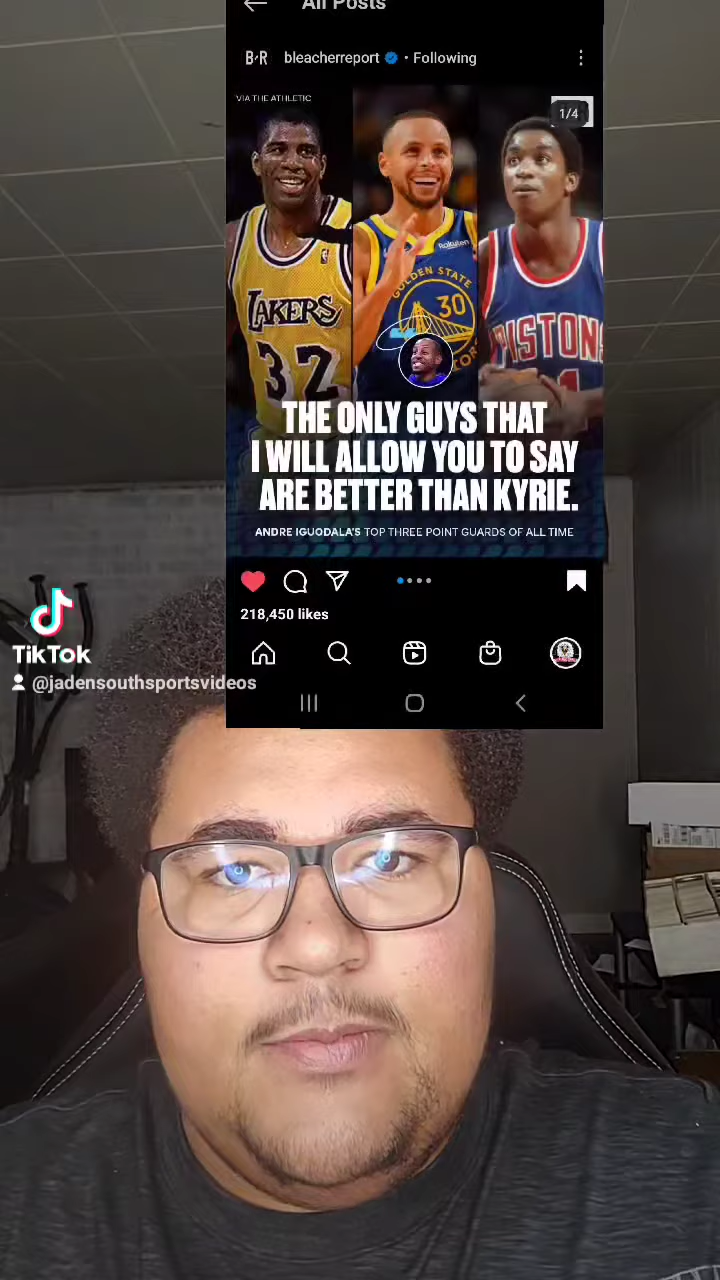 All Posts
B·R bleacherreport • Following
VIA THE ATHLETIC
1/4
Rakuten
LAKERS
32
GOLDEN STATE
30
PISTONS
THE ONLY GUYS THAT
I WILL ALLOW YOU TO SAY
ARE BETTER THAN KYRIE.
ANDRE IGUODALA'S TOP THREE POINT GUARDS OF ALL TIME
218,450 likes
TikTok
@jadensouthsportsvideos